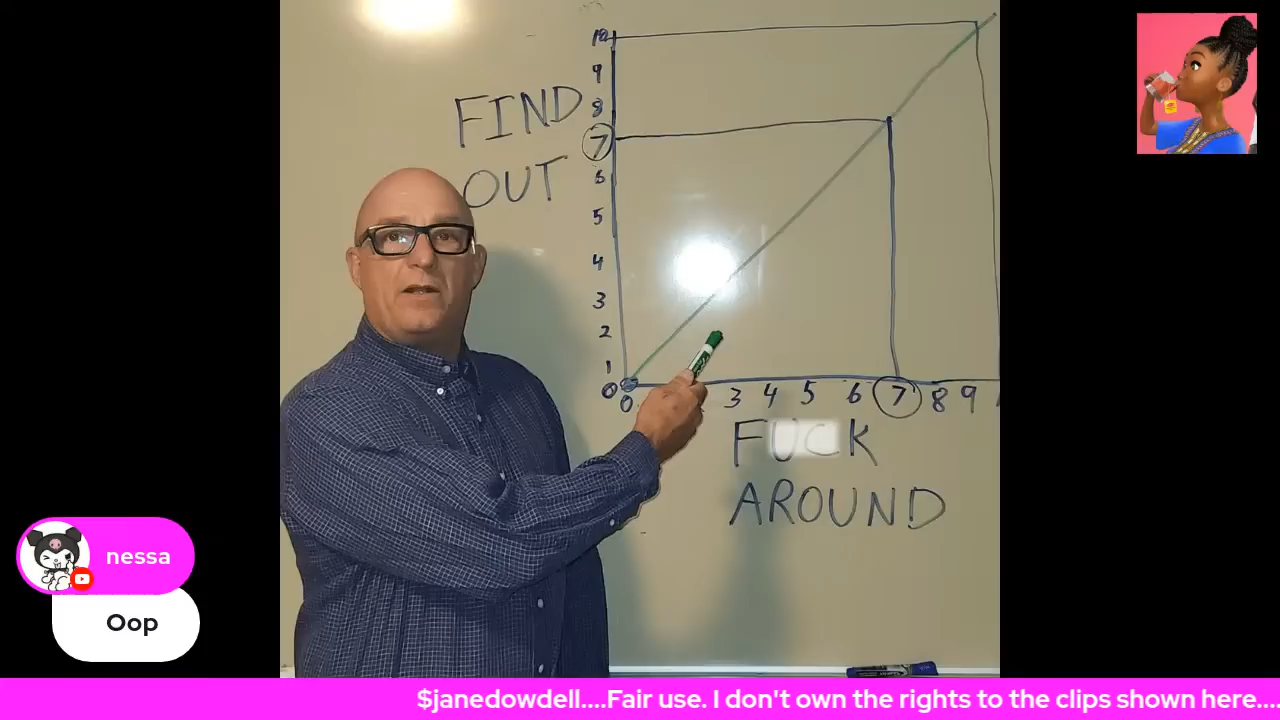 FIND
OUT
10
9
8
7
6
5
4
3
2
1
0
0 3 4 5 6 7 8 9
FUCK
AROUND
nessa
Oop
$janedowdell....Fair use. I don't own the rights to the clips shown here....